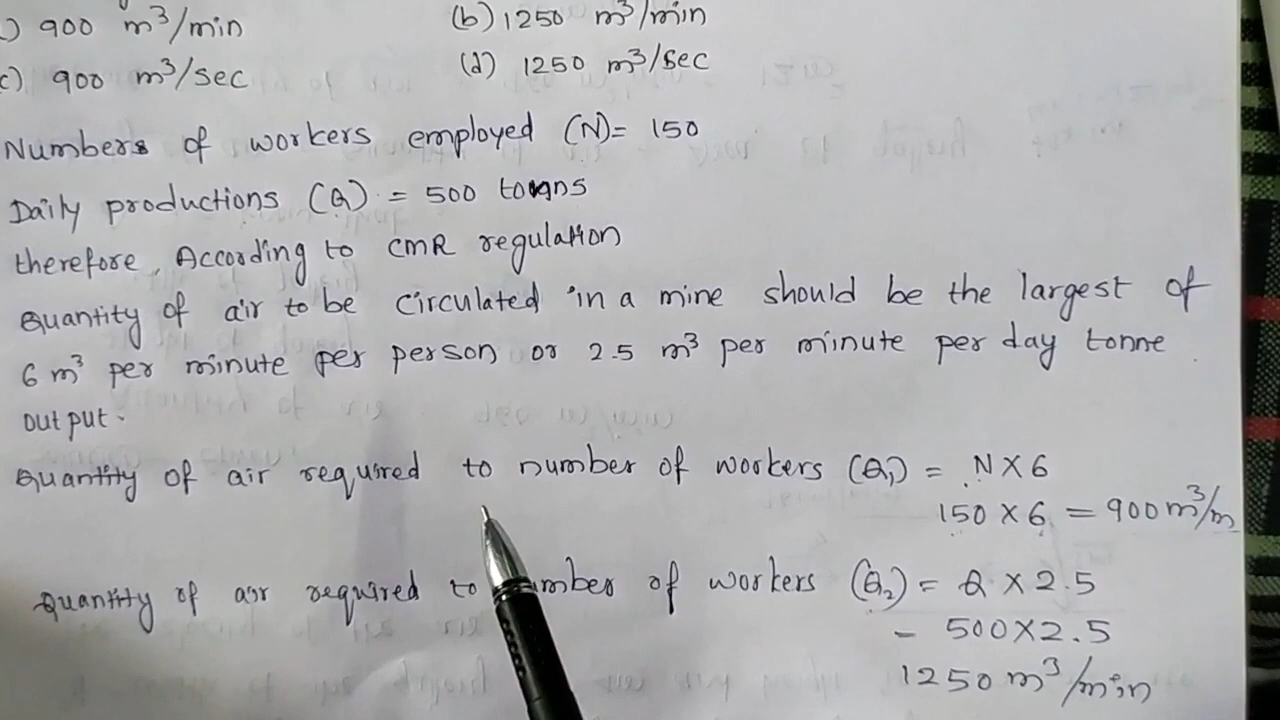 900 m³/min (b) 1250 m³/min
c) 900 m³/sec (d) 1250 m³/sec
Numbers of workers employed (N) = 150
Daily productions (Q) = 500 tonns
therefore, According to CMR regulation
Quantity of air to be circulated in a mine should be the largest of
6 m³ per minute per person or 2.5 m³ per minute per day tonne
output.
Quantity of air required to number of workers (Q₁) = N × 6
150 × 6 = 900 m³/m
Quantity of air required to number of workers (Q₂) = Q × 2.5
- 500 × 2.5
1250 m³/min